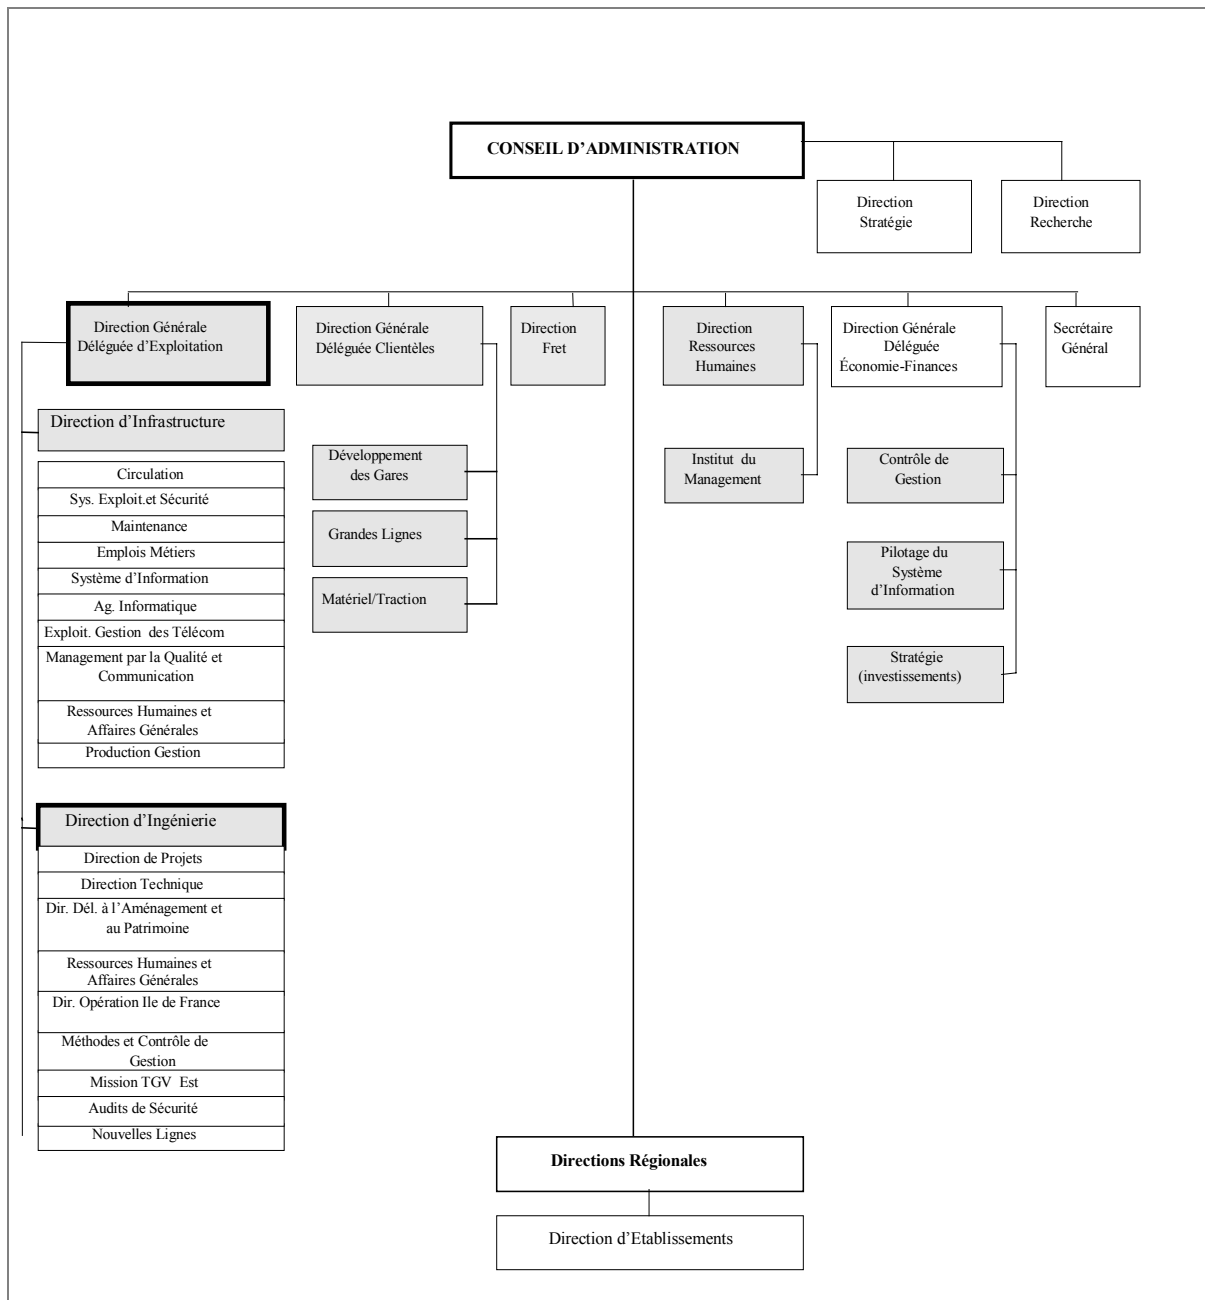 CONSEIL D’ADMINISTRATION
Direction
Stratégie
Direction
Recherche
Direction Générale
Déléguée d’Exploitation
Direction Générale
Déléguée Clientèles
Direction
Fret
Direction
Ressources
Humaines
Direction Générale
Déléguée
Économie-Finances
Secrétaire
Général
Direction d’Infrastructure
Circulation
Sys. Exploit.et Sécurité
Maintenance
Emplois Métiers
Système d’Information
Ag. Informatique
Exploit. Gestion des Télécom
Management par la Qualité et
Communication
Ressources Humaines et
Affaires Générales
Production Gestion
Développement
des Gares
Grandes Lignes
Matériel/Traction
Institut du
Management
Contrôle de
Gestion
Pilotage du
Système
d’Information
Stratégie
(investissements)
Direction d’Ingénierie
Direction de Projets
Direction Technique
Dir. Dél. à l’Aménagement et
au Patrimoine
Ressources Humaines et
Affaires Générales
Dir. Opération Ile de France
Méthodes et Contrôle de
Gestion
Mission TGV Est
Audits de Sécurité
Nouvelles Lignes
Directions Régionales
Direction d’Etablissements